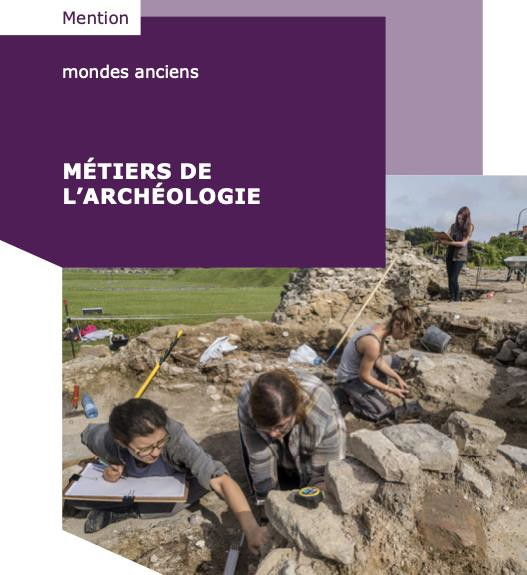 Mention
mondes anciens
MÉTIERS DE
L’ARCHÉOLOGIE